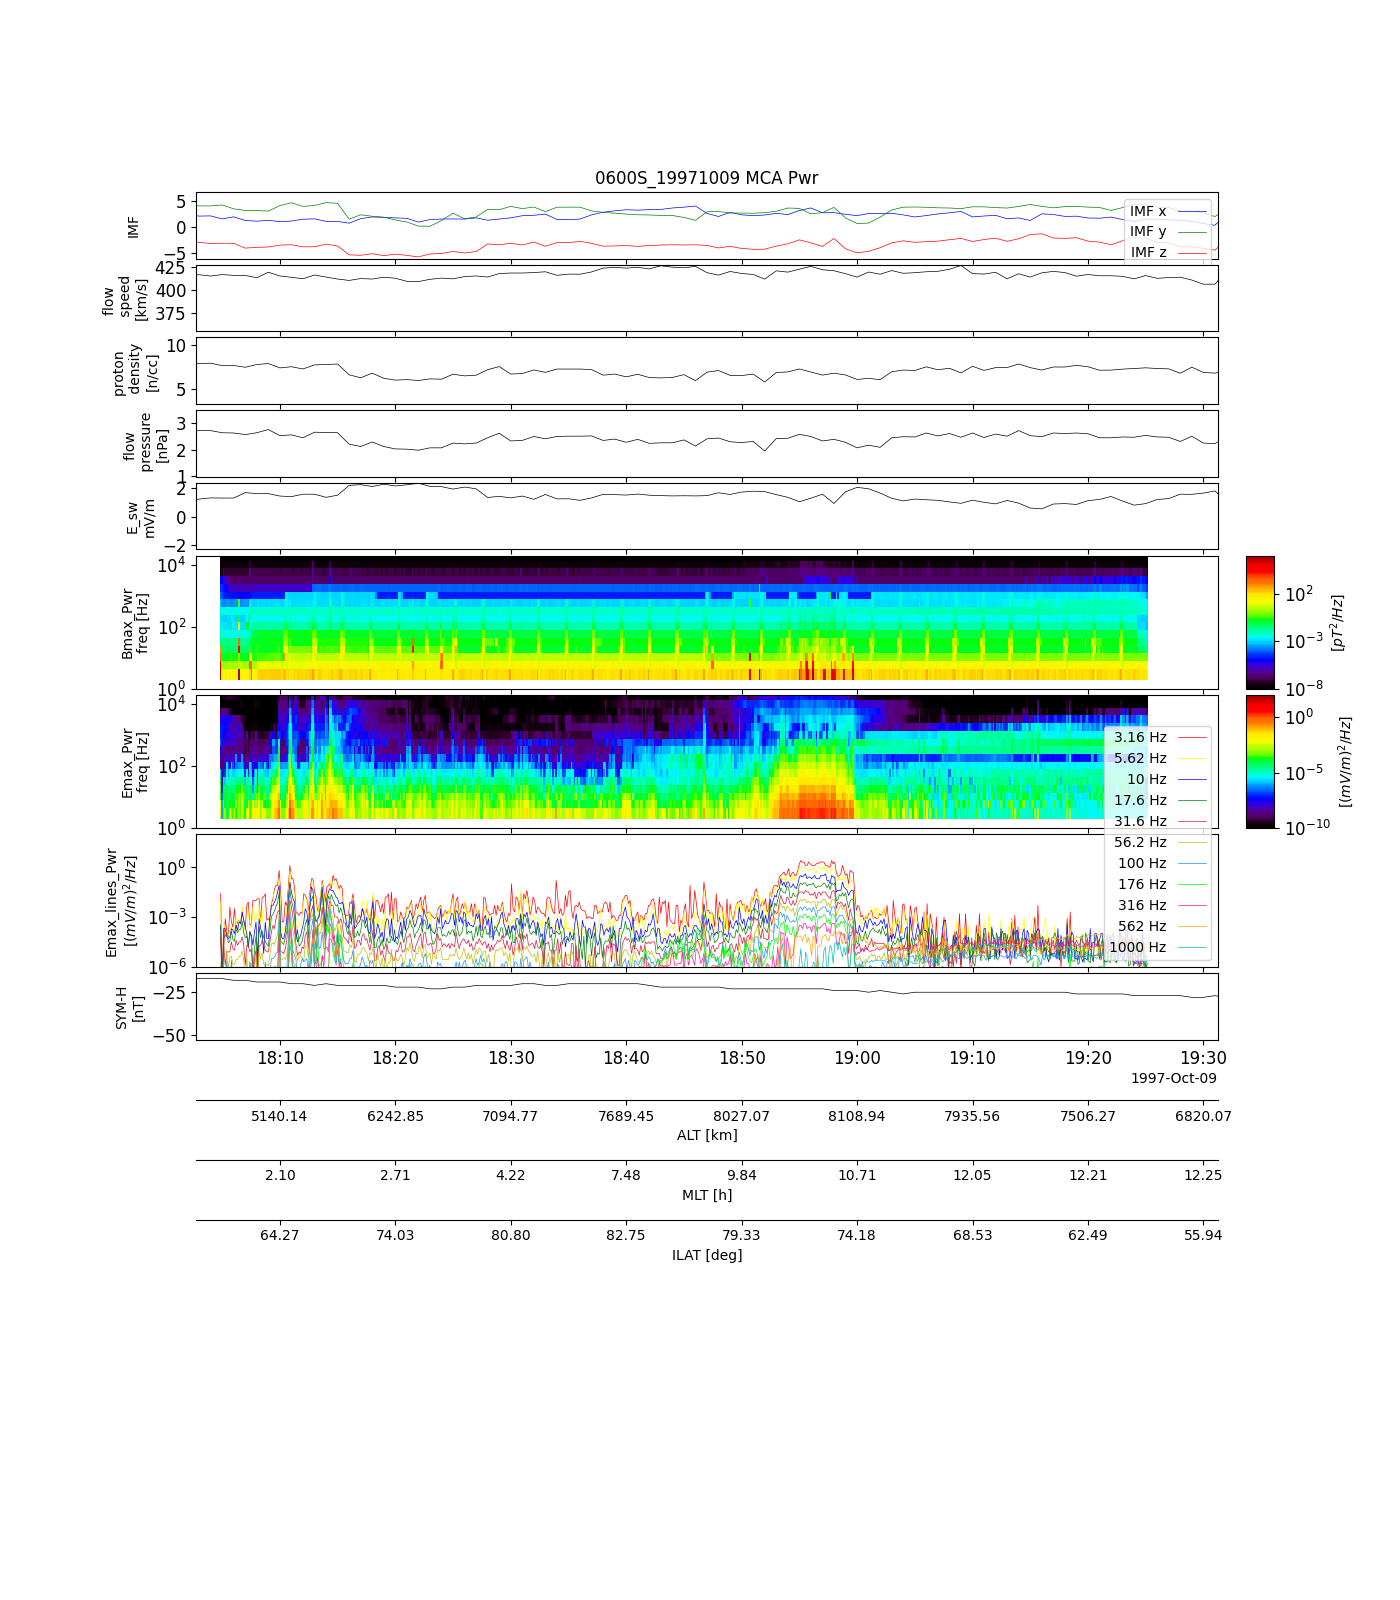 0600S_19971009 MCA Pwr
5
0
−5
IMF
IMF x
IMF y
IMF z
425
400
375
flow
speed
[km/s]
10
5
proton
density
[n/cc]
3
2
1
flow
pressure
[nPa]
2
0
−2
E_sw
mV/m
10^4
10^2
10^0
Bmax_Pwr
freq [Hz]
10^2
10^−3
10^−8
[pT^2/Hz]
10^4
10^2
10^0
Emax_Pwr
freq [Hz]
10^0
10^−5
10^−10
[(mV/m)^2/Hz]
3.16 Hz
5.62 Hz
10 Hz
17.6 Hz
31.6 Hz
56.2 Hz
100 Hz
176 Hz
316 Hz
562 Hz
1000 Hz
10^0
10^−3
10^−6
Emax_lines_Pwr
[(mV/m)^2/Hz]
−25
−50
SYM-H
[nT]
18:10 18:20 18:30 18:40 18:50 19:00 19:10 19:20 19:30
1997-Oct-09
5140.14 6242.85 7094.77 7689.45 8027.07 8108.94 7935.56 7506.27 6820.07
ALT [km]
2.10 2.71 4.22 7.48 9.84 10.71 12.05 12.21 12.25
MLT [h]
64.27 74.03 80.80 82.75 79.33 74.18 68.53 62.49 55.94
ILAT [deg]